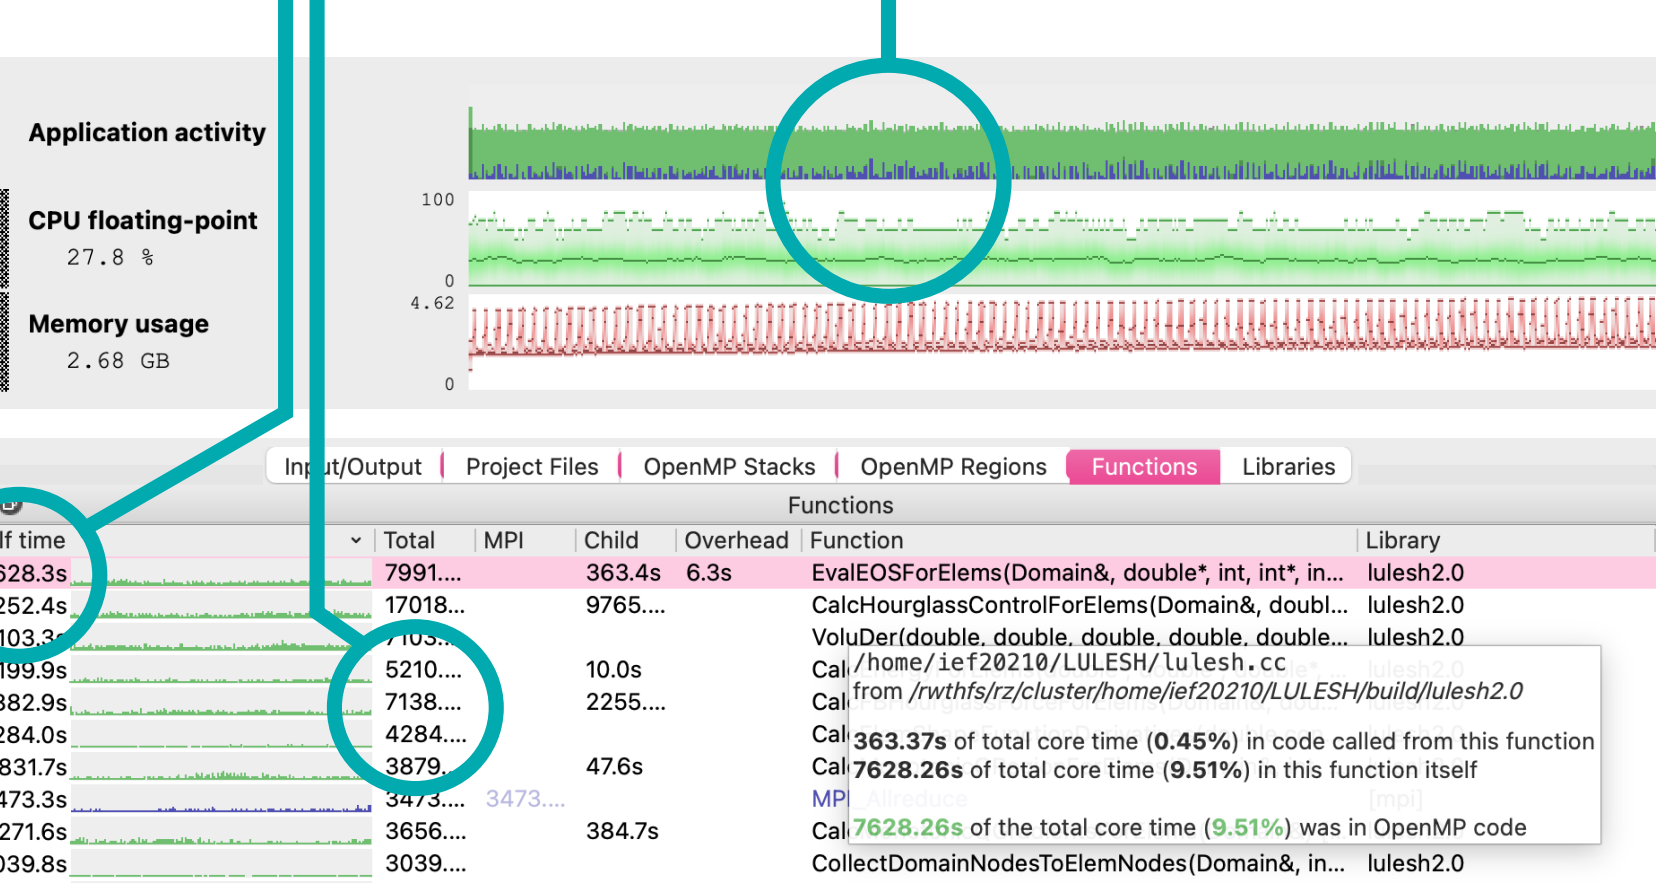 Application activity
100
CPU floating-point
27.8 %
0
4.62
Memory usage
2.68 GB
0
Input/Output Project Files OpenMP Stacks OpenMP Regions Functions Libraries
Functions
lf time Total MPI Child Overhead Function Library
628.3s 7991.... 363.4s 6.3s EvalEOSForElems(Domain&, double*, int, int*, in... lulesh2.0
252.4s 17018... 9765.... CalcHourglassControlForElems(Domain&, doubl... lulesh2.0
103.3s 7103.... VoluDer(double, double, double, double, double... lulesh2.0
199.9s 5210.... 10.0s
382.9s 7138.... 2255....
284.0s 4284....
831.7s 3879.... 47.6s
473.3s 3473.... 3473.... MPI_Allreduce [mpi]
271.6s 3656.... 384.7s
039.8s 3039.... CollectDomainNodesToElemNodes(Domain&, in... lulesh2.0
/home/ief20210/LULESH/lulesh.cc
from /rwthfs/rz/cluster/home/ief20210/LULESH/build/lulesh2.0
363.37s of total core time (0.45%) in code called from this function
7628.26s of total core time (9.51%) in this function itself
7628.26s of the total core time (9.51%) was in OpenMP code